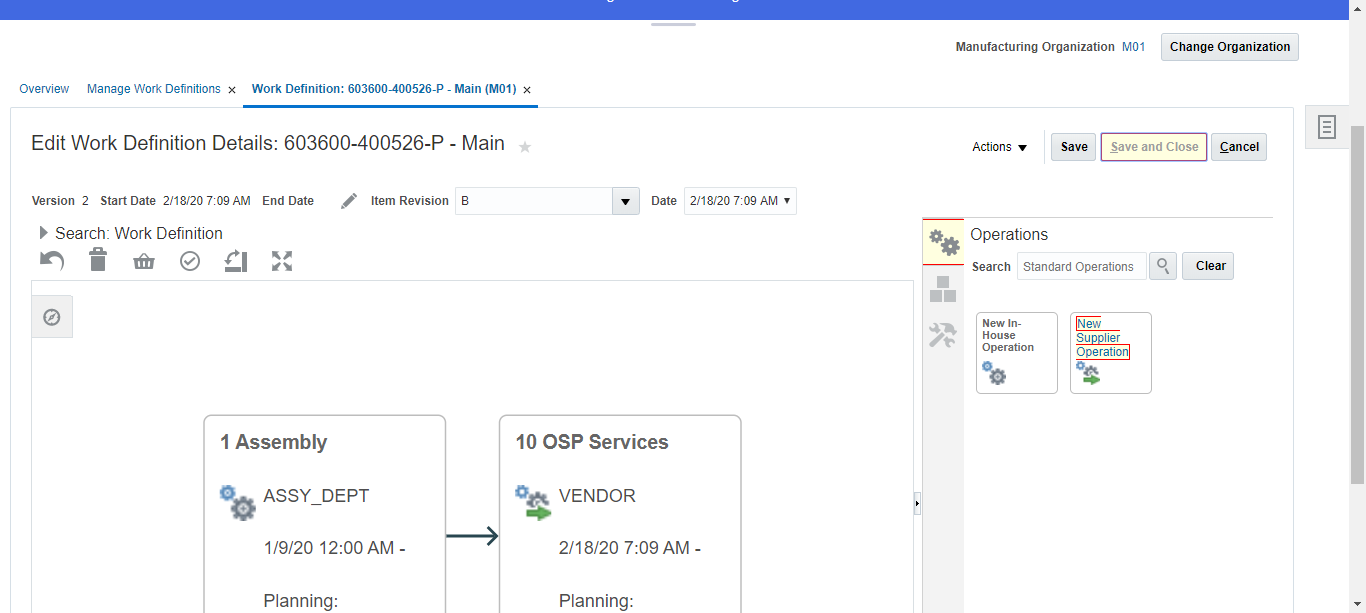 Manufacturing Organization M01 Change Organization
Overview Manage Work Definitions × Work Definition: 603600-400526-P - Main (M01) ×
Edit Work Definition Details: 603600-400526-P - Main
Actions Save Save and Close Cancel
Version 2 Start Date 2/18/20 7:09 AM End Date Item Revision B Date 2/18/20 7:09 AM
Search: Work Definition
Operations
Search Standard Operations Clear
New In-
House
Operation
New
Supplier
Operation
1 Assembly
ASSY_DEPT
1/9/20 12:00 AM -
Planning:
10 OSP Services
VENDOR
2/18/20 7:09 AM -
Planning: